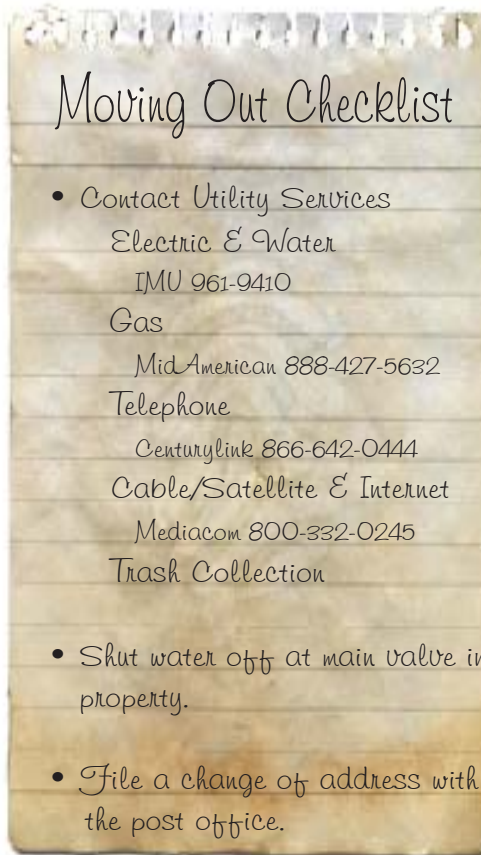 Moving Out Checklist
• Contact Utility Services
Electric & Water
IMU 961-9410
Gas
MidAmerican 888-427-5632
Telephone
Centurylink 866-642-0444
Cable/Satellite & Internet
Mediacom 800-332-0245
Trash Collection
• Shut water off at main valve in
property.
• File a change of address with
the post office.